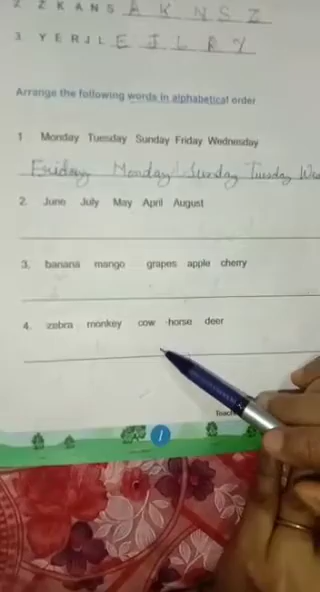 2. Z K A N S A K N S Z
3. Y E R J L E J L R Y
Arrange the following words in alphabetical order
1 Monday Tuesday Sunday Friday Wednesday
Friday Monday Sunday Tuesday
2. June July May April August
3. banana mango grapes apple cherry
4. zebra monkey cow horse deer
1